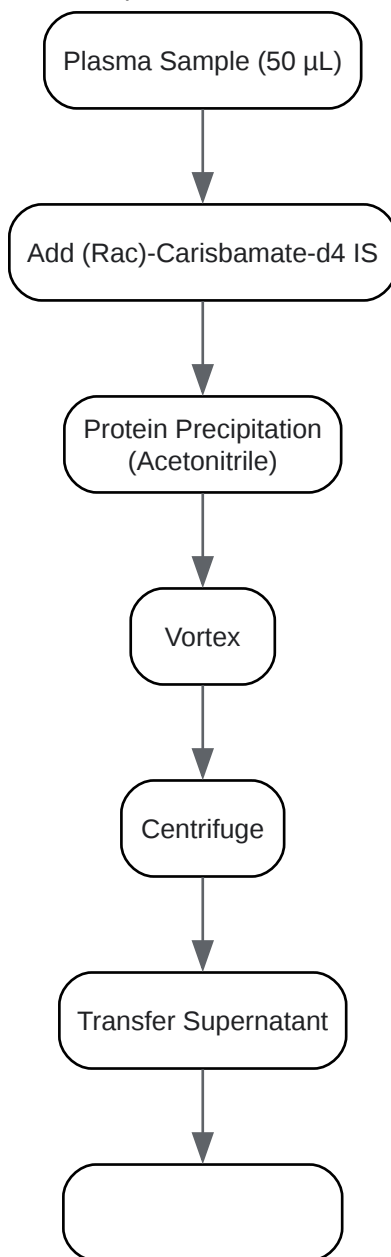 Plasma Sample (50 µL)
Add (Rac)-Carisbamate-d4 IS
Protein Precipitation
(Acetonitrile)
Vortex
Centrifuge
Transfer Supernatant